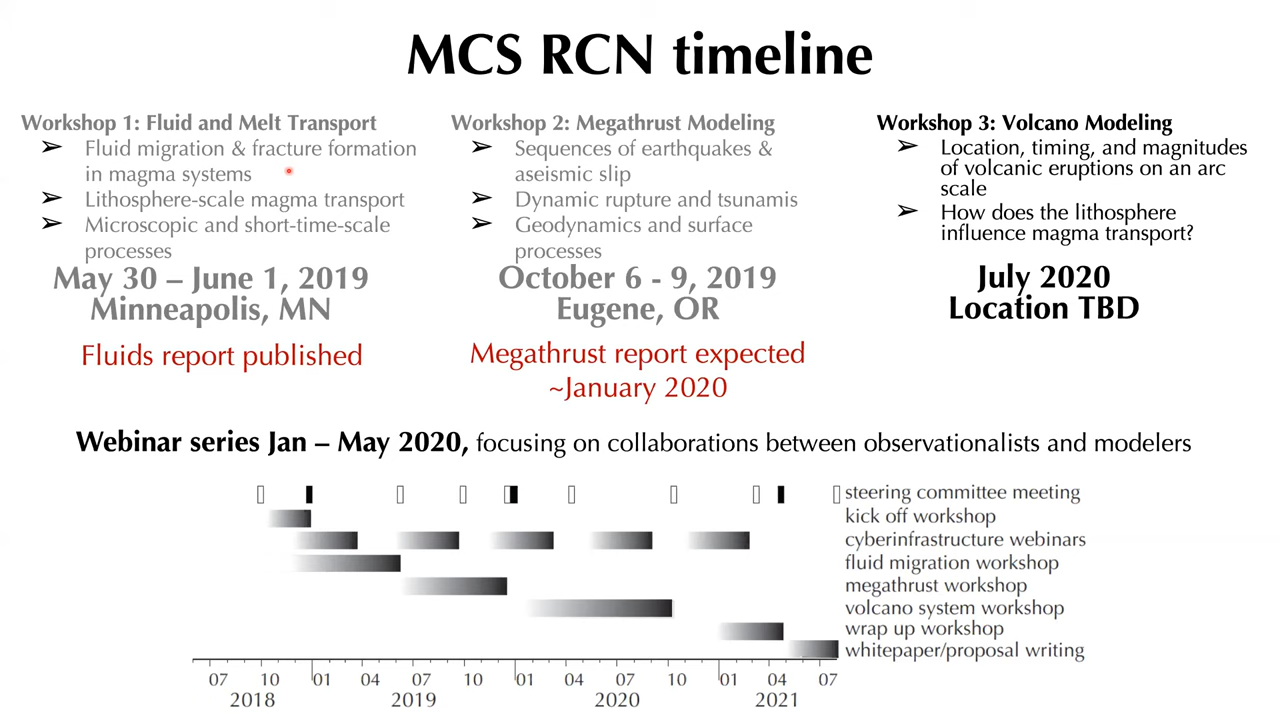 MCS RCN timeline
Workshop 1: Fluid and Melt Transport
➢ Fluid migration & fracture formation
in magma systems
➢ Lithosphere-scale magma transport
➢ Microscopic and short-time-scale
processes
May 30 – June 1, 2019
Minneapolis, MN
Fluids report published
Workshop 2: Megathrust Modeling
➢ Sequences of earthquakes &
aseismic slip
➢ Dynamic rupture and tsunamis
➢ Geodynamics and surface
processes
October 6 - 9, 2019
Eugene, OR
Megathrust report expected
~January 2020
Workshop 3: Volcano Modeling
➢ Location, timing, and magnitudes
of volcanic eruptions on an arc
scale
➢ How does the lithosphere
influence magma transport?
July 2020
Location TBD
Webinar series Jan – May 2020, focusing on collaborations between observationalists and modelers
steering committee meeting
kick off workshop
cyberinfrastructure webinars
fluid migration workshop
megathrust workshop
volcano system workshop
wrap up workshop
whitepaper/proposal writing
07 10 01 04 07 10 01 04 07 10 01 04 07
2018 2019 2020 2021